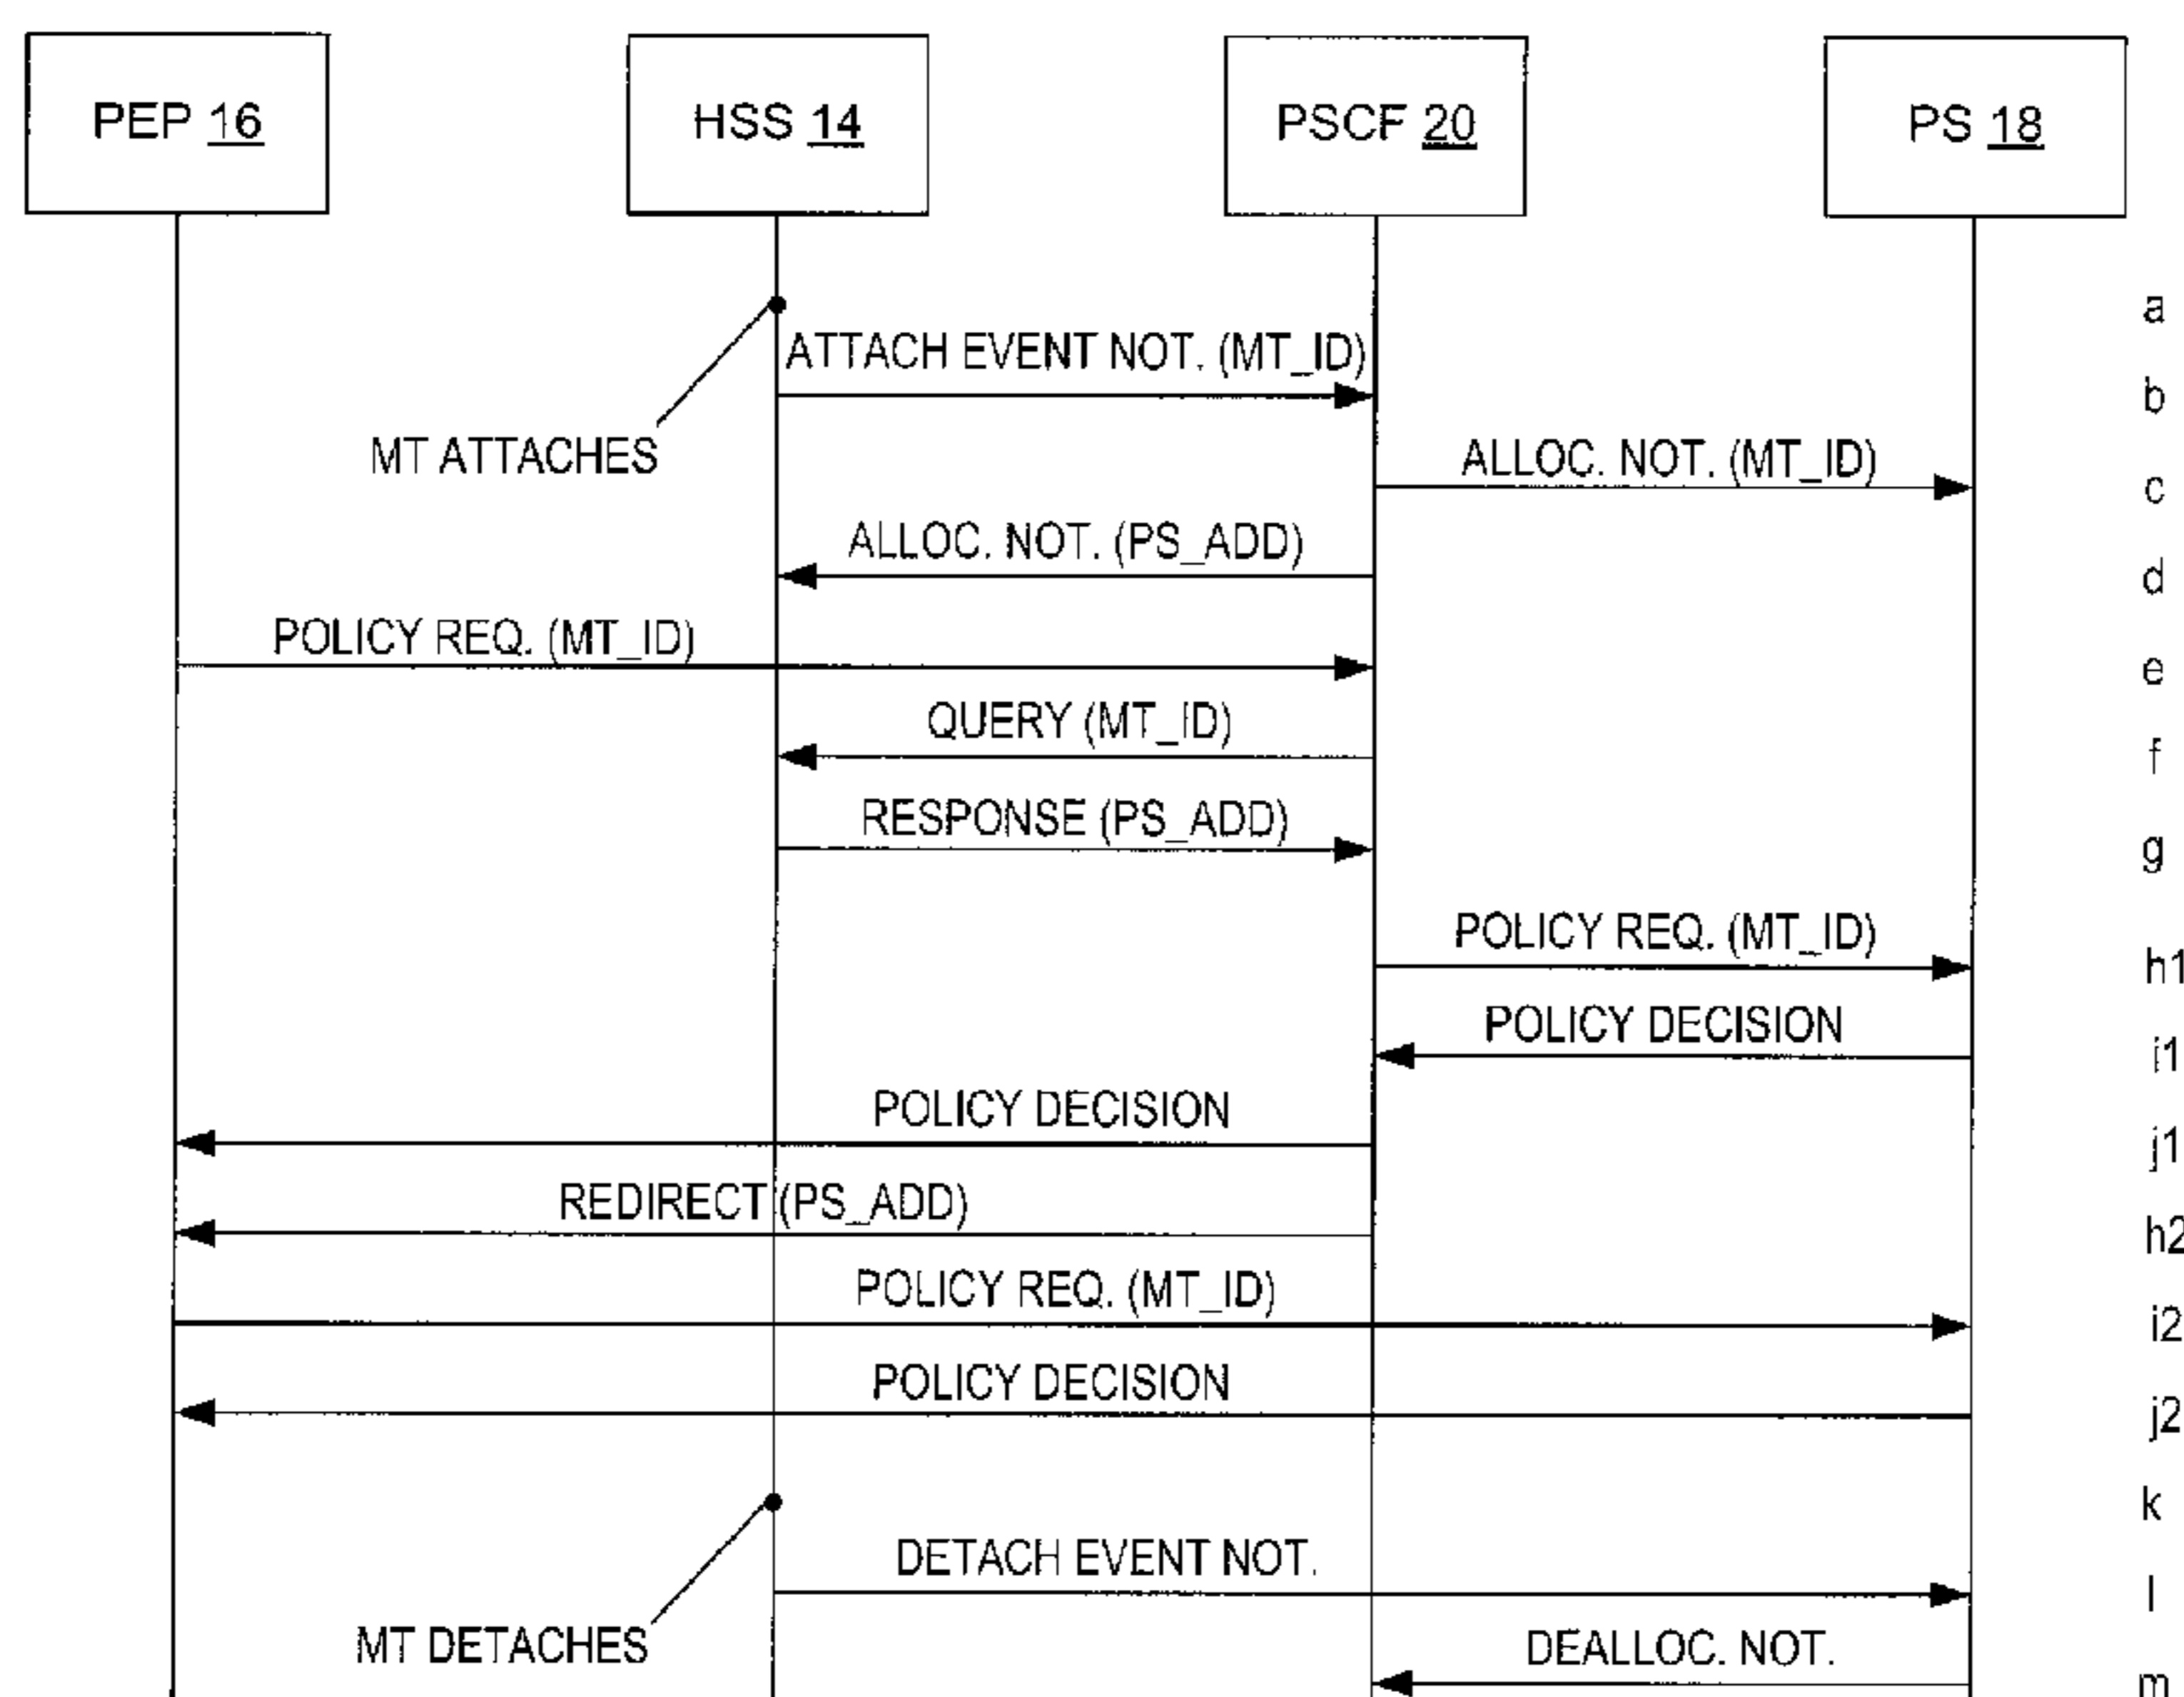 PEP 16
HSS 14
PSCF 20
PS 18
a
ATTACH EVENT NOT. (MT_ID)
b
MT ATTACHES
ALLOC. NOT. (MT_ID)
c
ALLOC. NOT. (PS_ADD)
d
POLICY REQ. (MT_ID)
e
QUERY (MT_ID)
f
RESPONSE (PS_ADD)
g
POLICY REQ. (MT_ID)
h1
POLICY DECISION
i1
POLICY DECISION
j1
REDIRECT (PS_ADD)
h2
POLICY REQ. (MT_ID)
i2
POLICY DECISION
j2
k
DETACH EVENT NOT.
l
MT DETACHES
DEALLOC. NOT.
m